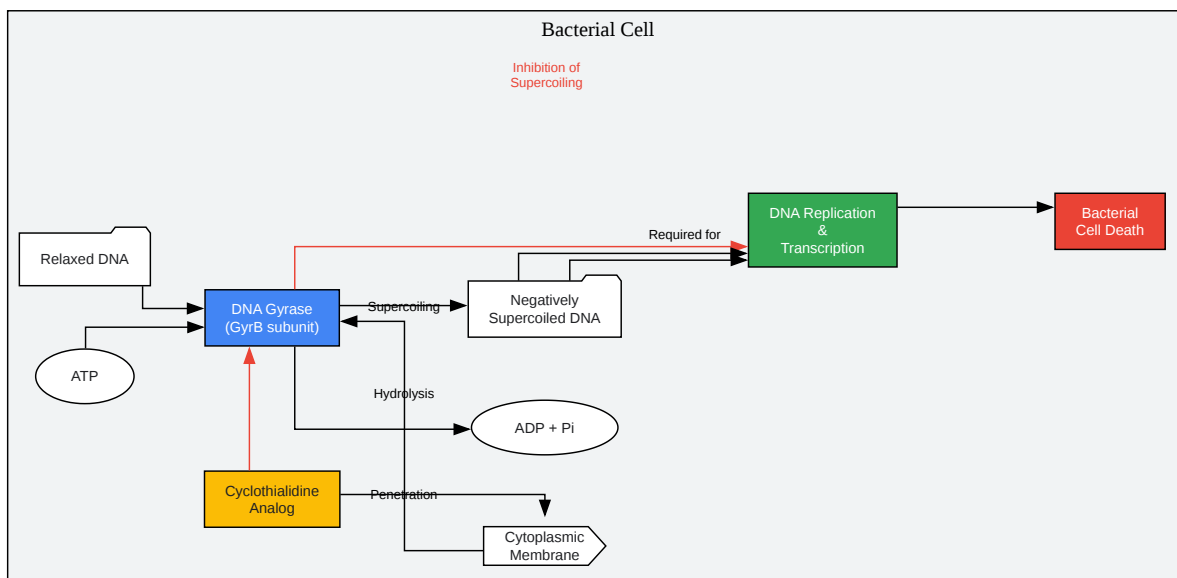 Bacterial Cell
Inhibition of
Supercoiling
DNA Replication
&
Transcription
Bacterial
Cell Death
Required for
Relaxed DNA
DNA Gyrase
(GyrB subunit)
Supercoiling
Negatively
Supercoiled DNA
ATP
Hydrolysis
ADP + Pi
Cyclothialidine
Analog
Penetration
Cytoplasmic
Membrane